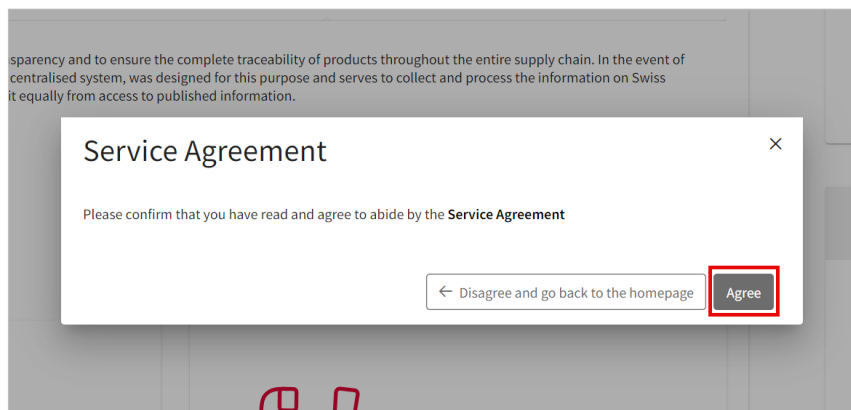 sparency and to ensure the complete traceability of products throughout the entire supply chain. In the event of
centralised system, was designed for this purpose and serves to collect and process the information on Swiss
it equally from access to published information.
Service Agreement
Please confirm that you have read and agree to abide by the Service Agreement
Disagree and go back to the homepage
Agree